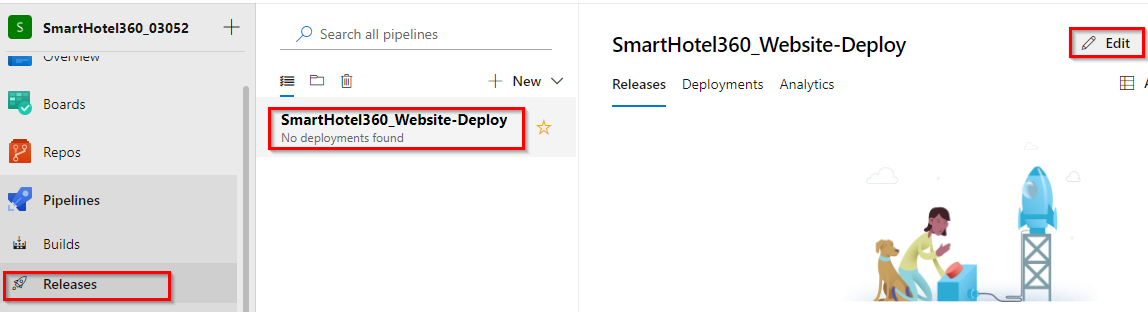 S SmartHotel360_03052 +
Overview
Boards
Repos
Pipelines
Builds
Releases
Search all pipelines
+ New
SmartHotel360_Website-Deploy
No deployments found
SmartHotel360_Website-Deploy
Edit
Releases Deployments Analytics
A